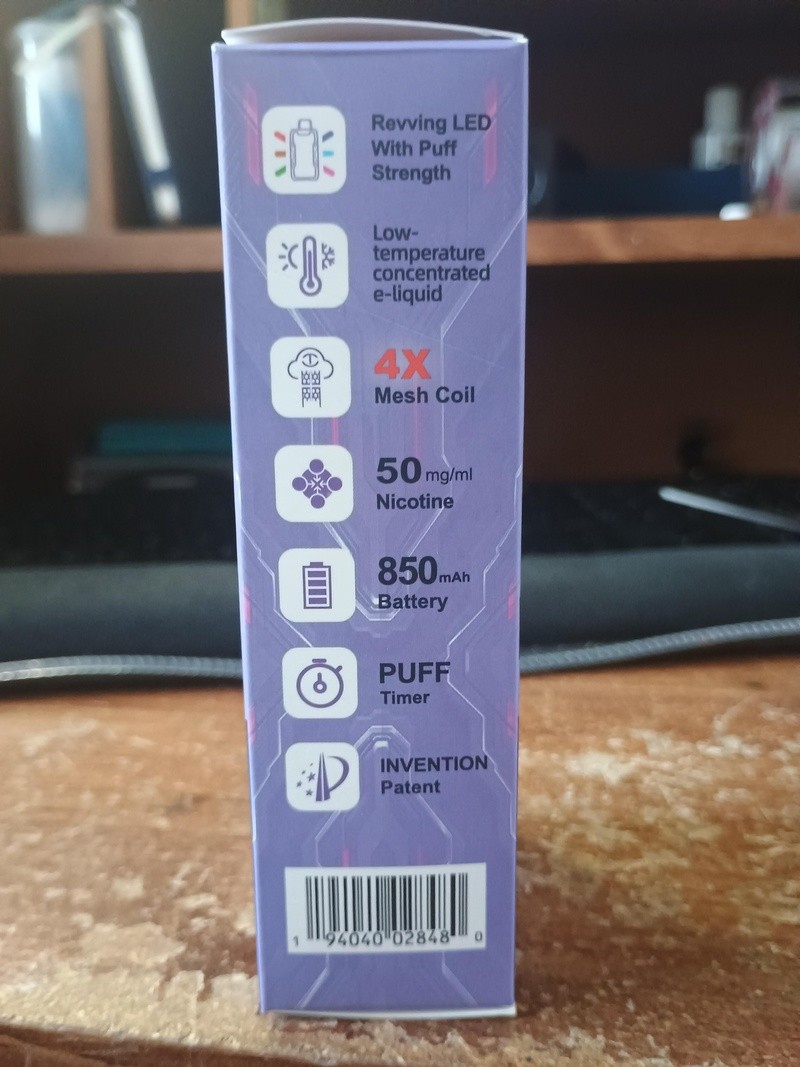 Revving LED
With Puff
Strength
Low-
temperature
concentrated
e-liquid
4X
Mesh Coil
50 mg/ml
Nicotine
850mAh
Battery
PUFF
Timer
INVENTION
Patent
1 94040 02848 0